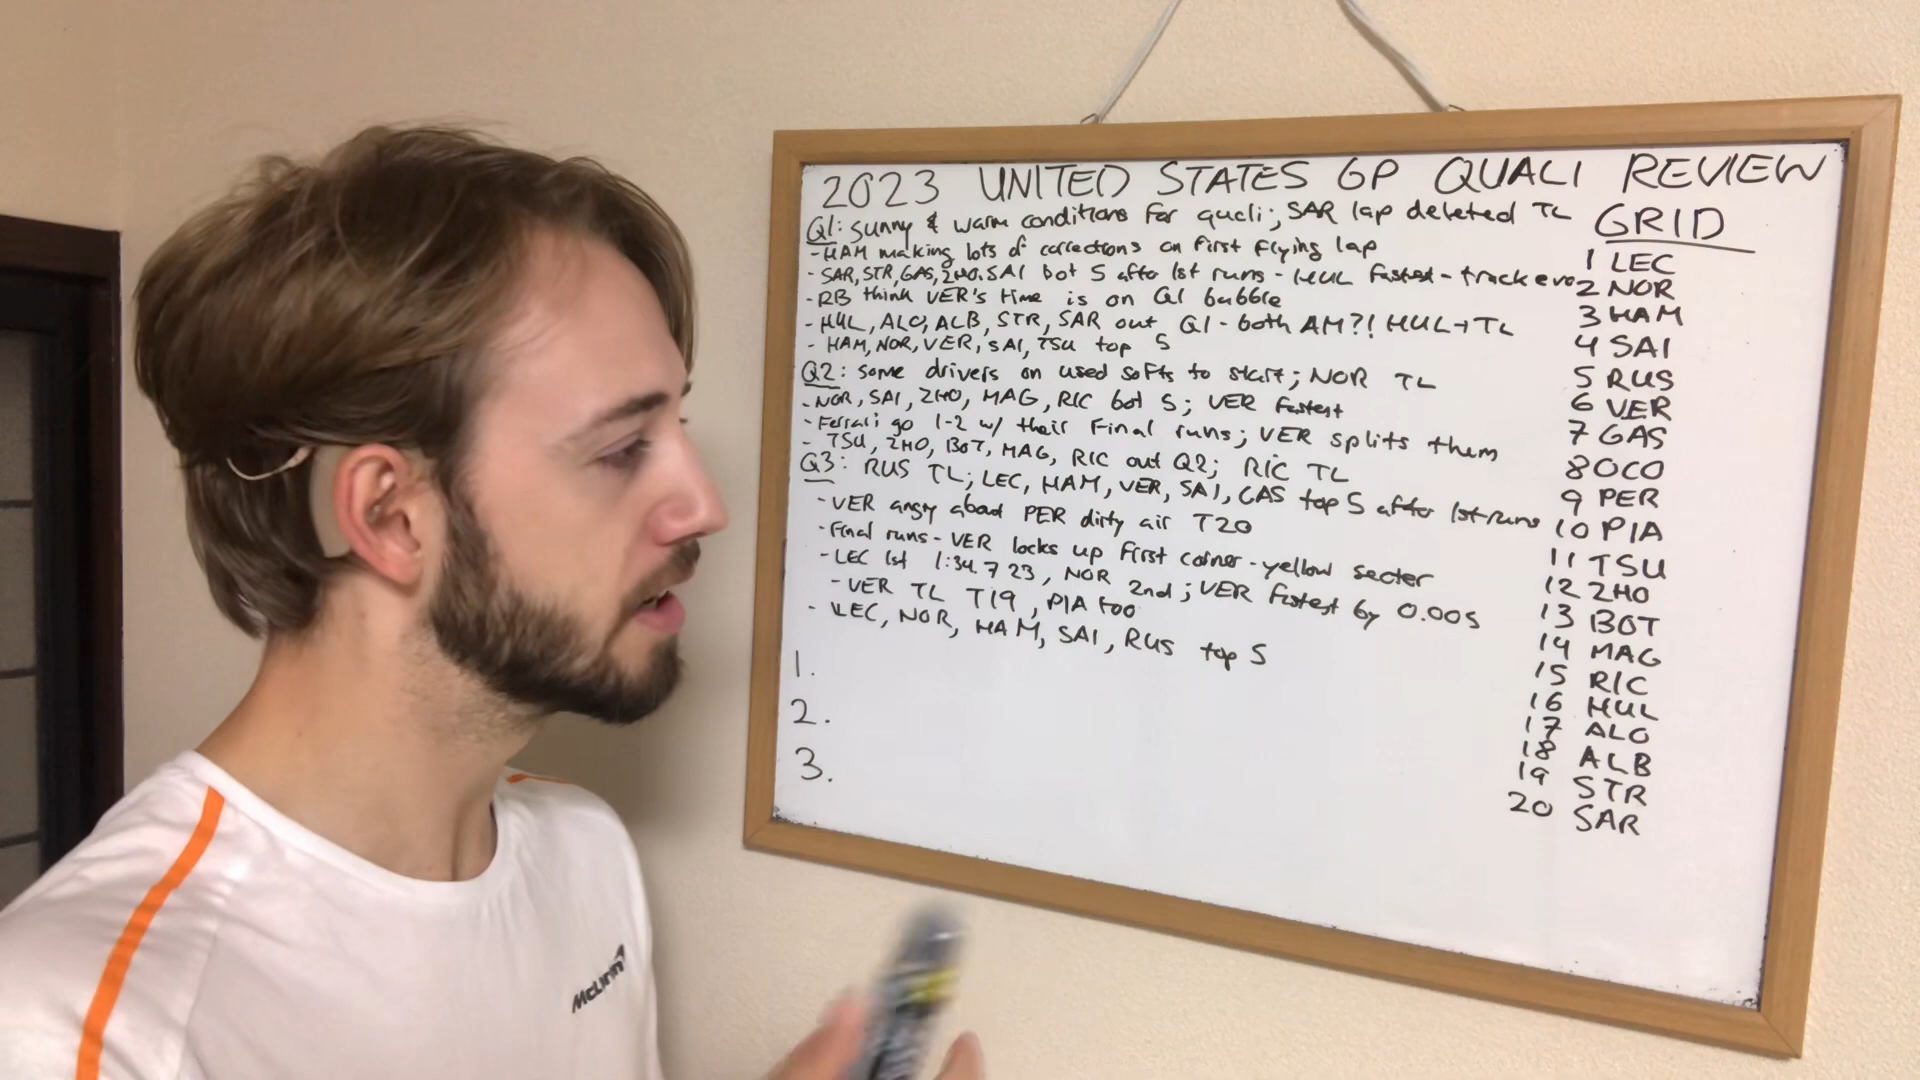 2023 UNITED STATES GP QUALI REVIEW
Q1: sunny & warm conditions for quali; SAR lap deleted TL
- HAM making lots of corrections on first flying lap
- SAR, STR, GAS, ZHO, SAI bot 5 after 1st runs - HUL fastest - track evo
- RB think VER's time is on Q1 bubble
- HUL, ALO, ALB, STR, SAR out Q1 - both AM?! HUL + TL
- HAM, NOR, VER, SAI, TSU top 5
Q2: some drivers on used softs to start; NOR TL
- NOR, SAI, ZHO, MAG, RIC bot 5; VER fastest
- Ferrari go 1-2 w/ their final runs; VER splits them
- TSU, ZHO, BOT, MAG, RIC out Q2; RIC TL
Q3: RUS TL; LEC, HAM, VER, SAI, GAS top 5 after 1st runs
- VER angry about PER dirty air T20
- Final runs - VER locks up first corner - yellow sector
- LEC 1st 1:34.723, NOR 2nd; VER fastest by 0.005
- VER TL T19, PIA too
- LEC, NOR, HAM, SAI, RUS top 5
1.
2.
3.
GRID
1 LEC
2 NOR
3 HAM
4 SAI
5 RUS
6 VER
7 GAS
8 OCO
9 PER
10 PIA
11 TSU
12 ZHO
13 BOT
14 MAG
15 RIC
16 HUL
17 ALO
18 ALB
19 STR
20 SAR
McLaren